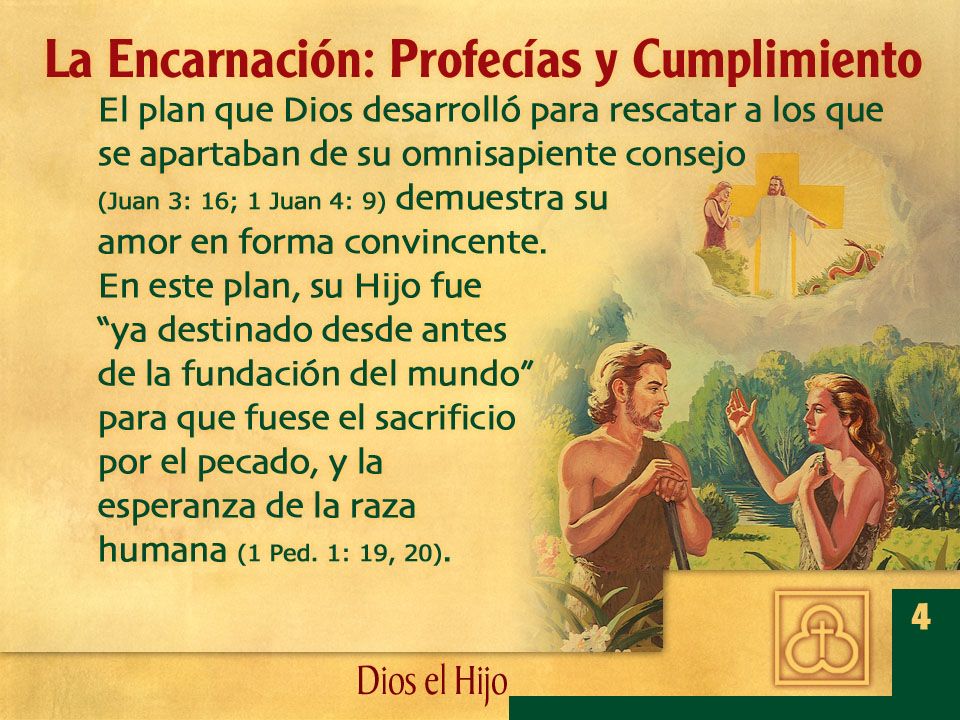 La Encarnación: Profecías y Cumplimiento
El plan que Dios desarrolló para rescatar a los que
se apartaban de su omnisapiente consejo
(Juan 3: 16; 1 Juan 4: 9) demuestra su
amor en forma convincente.
En este plan, su Hijo fue
“ya destinado desde antes
de la fundación del mundo”
para que fuese el sacrificio
por el pecado, y la
esperanza de la raza
humana (1 Ped. 1: 19, 20).
4
Dios el Hijo